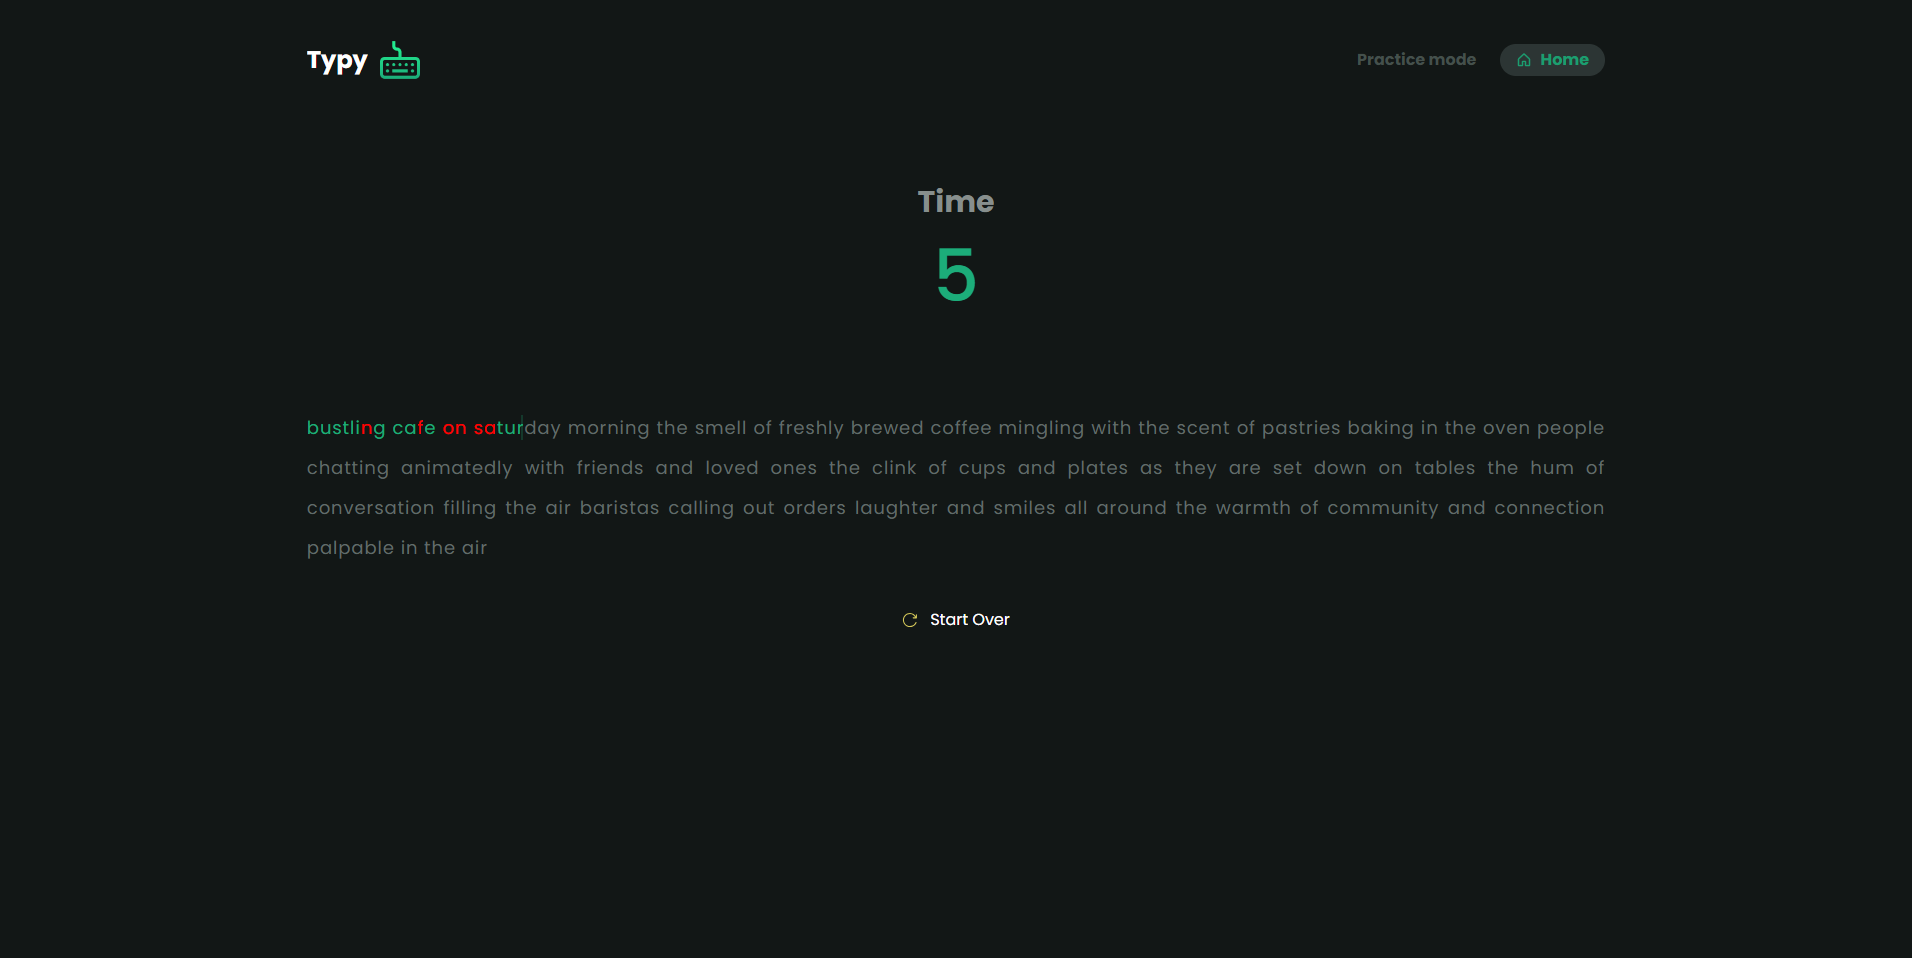 Typy
Practice mode
Home
Time
5
bustling cafe on saturday morning the smell of freshly brewed coffee mingling with the scent of pastries baking in the oven people
chatting animatedly with friends and loved ones the clink of cups and plates as they are set down on tables the hum of
conversation filling the air baristas calling out orders laughter and smiles all around the warmth of community and connection
palpable in the air
Start Over